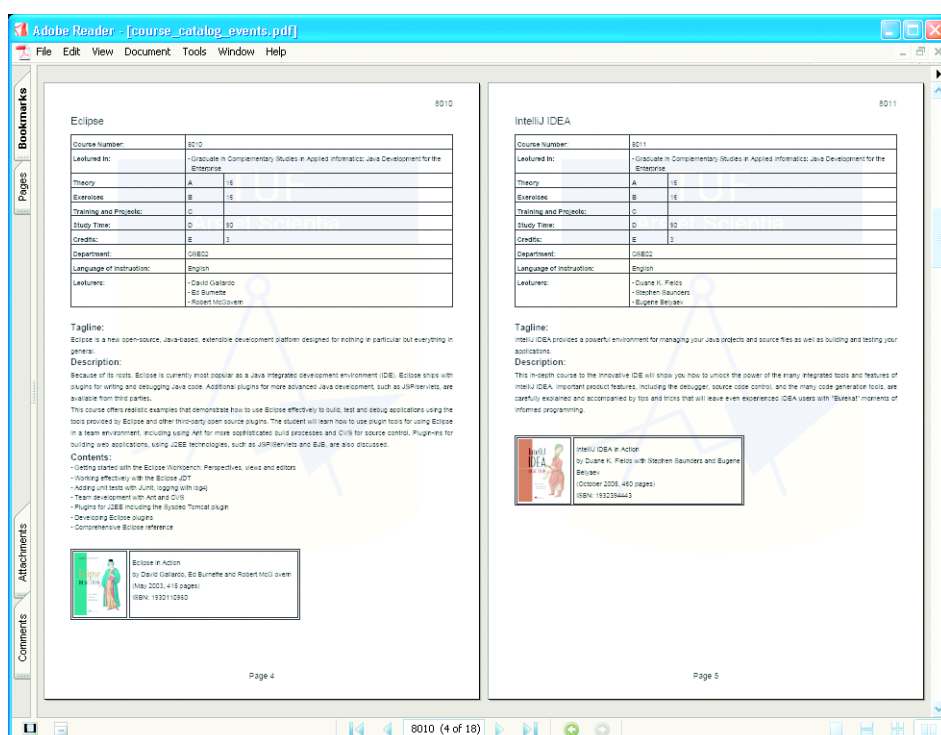 Adobe Reader - [course_catalog_events.pdf]
File Edit View Document Tools Window Help
Bookmarks
Pages
Attachments
Comments
8010
Eclipse
Course Number: 8010
Lectured in: - Graduate in Complementary Studies in Applied Informatics: Java Development for the
Enterprise
Theory A 15
Exercises B 15
Training and Projects: C
Study Time: D 90
Credits: E 3
Department:
Language of Instruction: English
Lecturers: - David Gallardo
- Ed Burnette
- Robert McGovern
TUF
Scientia
Tagline:
Eclipse is a new open-source, Java-based, extensible development platform designed for nothing in particular but everything in
general.
Description:
Because of its roots, Eclipse is currently most popular as a Java integrated development environment (IDE). Eclipse ships with
plugins for writing and debugging Java code. Additional plugins for more advanced Java development, such as JSP/servlets, are
available from third parties.
This course offers realistic examples that demonstrate how to use Eclipse effectively to build, test and debug applications using the
tools provided by Eclipse and other third-party open source plugins. The student will learn how to use plugin tools for using Eclipse
in a team environment, including using Ant for more sophisticated build processes and CVS for source control. Plugin-ins for
building web applications, using J2EE technologies, such as JSP/Servlets and EJB, are also discussed.
Contents:
- Getting started with the Eclipse Workbench: Perspectives, views and editors
- Working effectively with the Eclipse JDT
- Adding unit tests with JUnit, logging with log4j
- Team development with Ant and CVS
- Plugins for J2EE including the Sysdeo Tomcat plugin
- Developing Eclipse plugins
- Comprehensive Eclipse reference
Eclipse in Action
by David Gallardo, Ed Burnette and Robert McG overn
(May 2003, 416 pages)
ISBN: 1930110960
Page 4
8011
IntelliJ IDEA
Course Number: 8011
Lectured in: - Graduate in Complementary Studies in Applied Informatics: Java Development for the
Enterprise
Theory A 15
Exercises B 15
Training and Projects: C
Study Time: D 90
Credits: E 3
Department:
Language of Instruction: English
Lecturers: - Duane K. Fields
- Stephen Saunders
- Eugene Belyaev
TUF
Scientia
Tagline:
IntelliJ IDEA provides a powerful environment for managing your Java projects and source files as well as building and testing your
applications.
Description:
This in-depth course to the innovative IDE will show you how to unlock the power of the many integrated tools and features of
IntelliJ IDEA. Important product features, including the debugger, source code control, and the many code generation tools, are
carefully explained and accompanied by tips and tricks that will leave even experienced IDEA users with "Eureka!" moments of
informed programming.
IntelliJ
IDEA
IntelliJ IDEA in Action
by Duane K. Fields with Stephen Saunders and Eugene
Belyaev
(October 2005, 450 pages)
ISBN: 1932394443
Page 5
8010 (4 of 18)